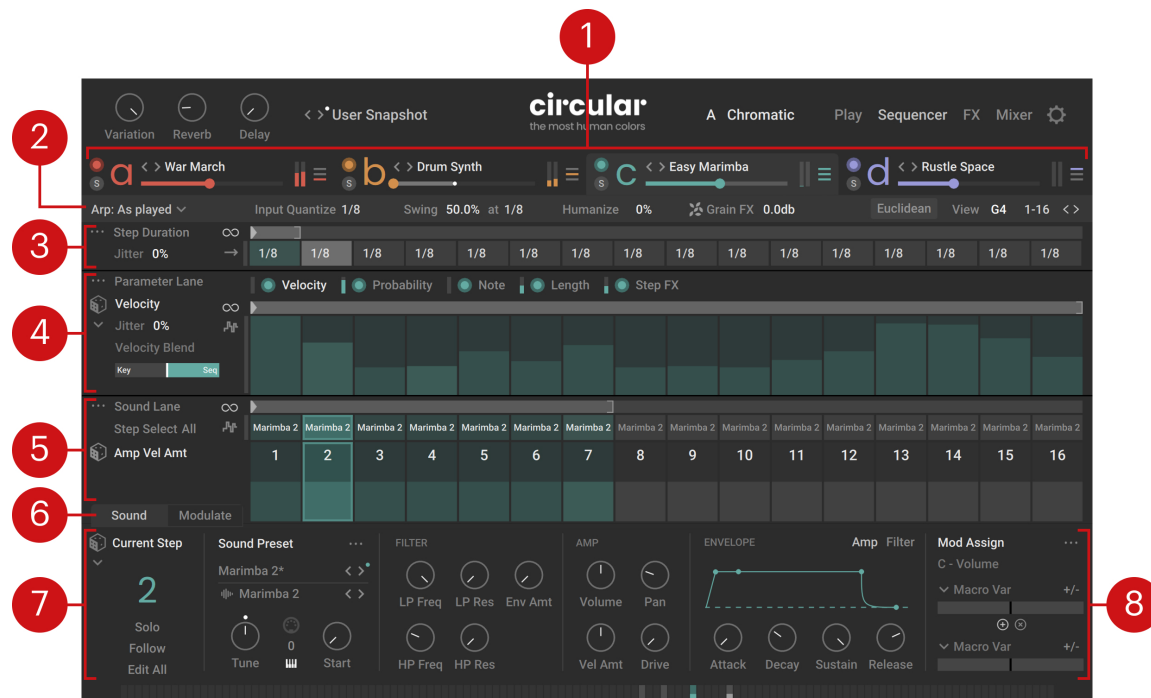 1
circular
the most human colors
Variation Reverb Delay
< > User Snapshot
A Chromatic
Play Sequencer FX Mixer
2
a < > War March
S
b < > Drum Synth
S
c < > Easy Marimba
S
d < > Rustle Space
S
Arp: As played Input Quantize 1/8 Swing 50.0% at 1/8 Humanize 0% Grain FX 0.0db Euclidean View G4 1-16 < >
3
Step Duration
Jitter 0%
1/8 1/8 1/8 1/8 1/8 1/8 1/8 1/8 1/8 1/8 1/8 1/8 1/8 1/8 1/8 1/8
4
Parameter Lane
Velocity Probability Note Length Step FX
Velocity
Jitter 0%
Velocity Blend
Key Seq
5
Sound Lane
Step Select All
Marimba 2 Marimba 2 Marimba 2 Marimba 2 Marimba 2 Marimba 2 Marimba 2 Marimba 2 Marimba 2 Marimba 2 Marimba 2 Marimba 2 Marimba 2 Marimba 2 Marimba 2 Marimba 2
Amp Vel Amt
1 2 3 4 5 6 7 8 9 10 11 12 13 14 15 16
6
Sound Modulate
7
Current Step
2
Solo
Follow
Edit All
Sound Preset
Marimba 2* < >
Marimba 2 < >
0
Tune Start
FILTER
LP Freq LP Res Env Amt
HP Freq HP Res
AMP
Volume Pan
Vel Amt Drive
ENVELOPE Amp Filter
Attack Decay Sustain Release
Mod Assign
C - Volume
Macro Var +/-
Macro Var +/-
8